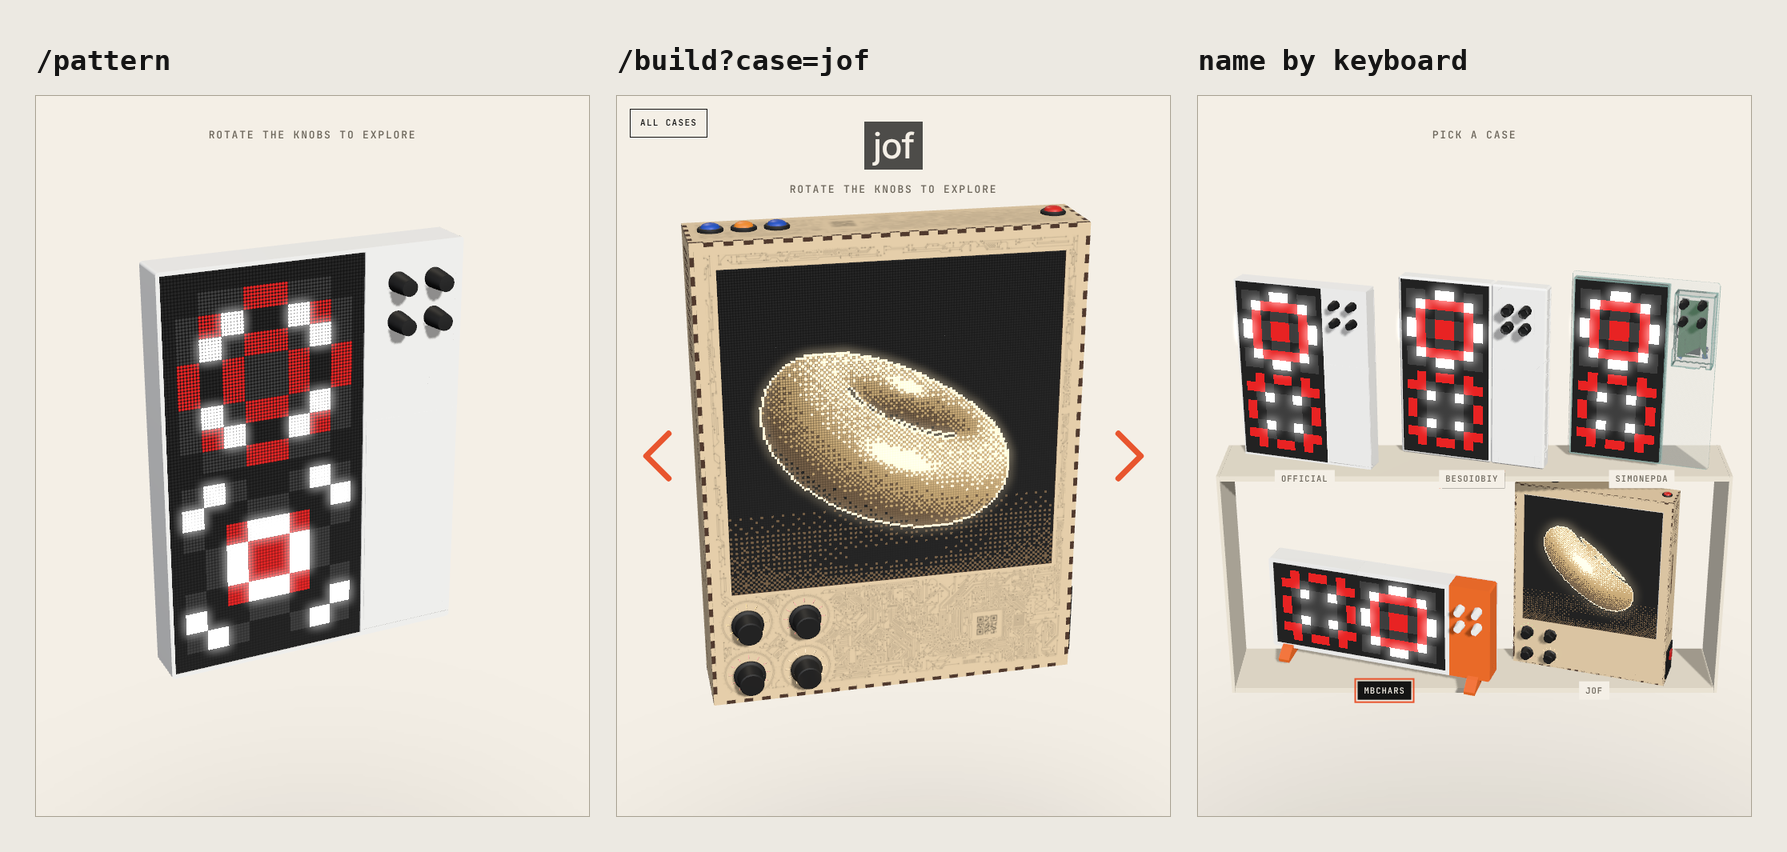 /pattern
ROTATE THE KNOBS TO EXPLORE
/build?case=jof
ALL CASES
jof
ROTATE THE KNOBS TO EXPLORE
name by keyboard
PICK A CASE
OFFICIAL
BESOIOBIY
SIMONEPDA
MBCHARS
JOF